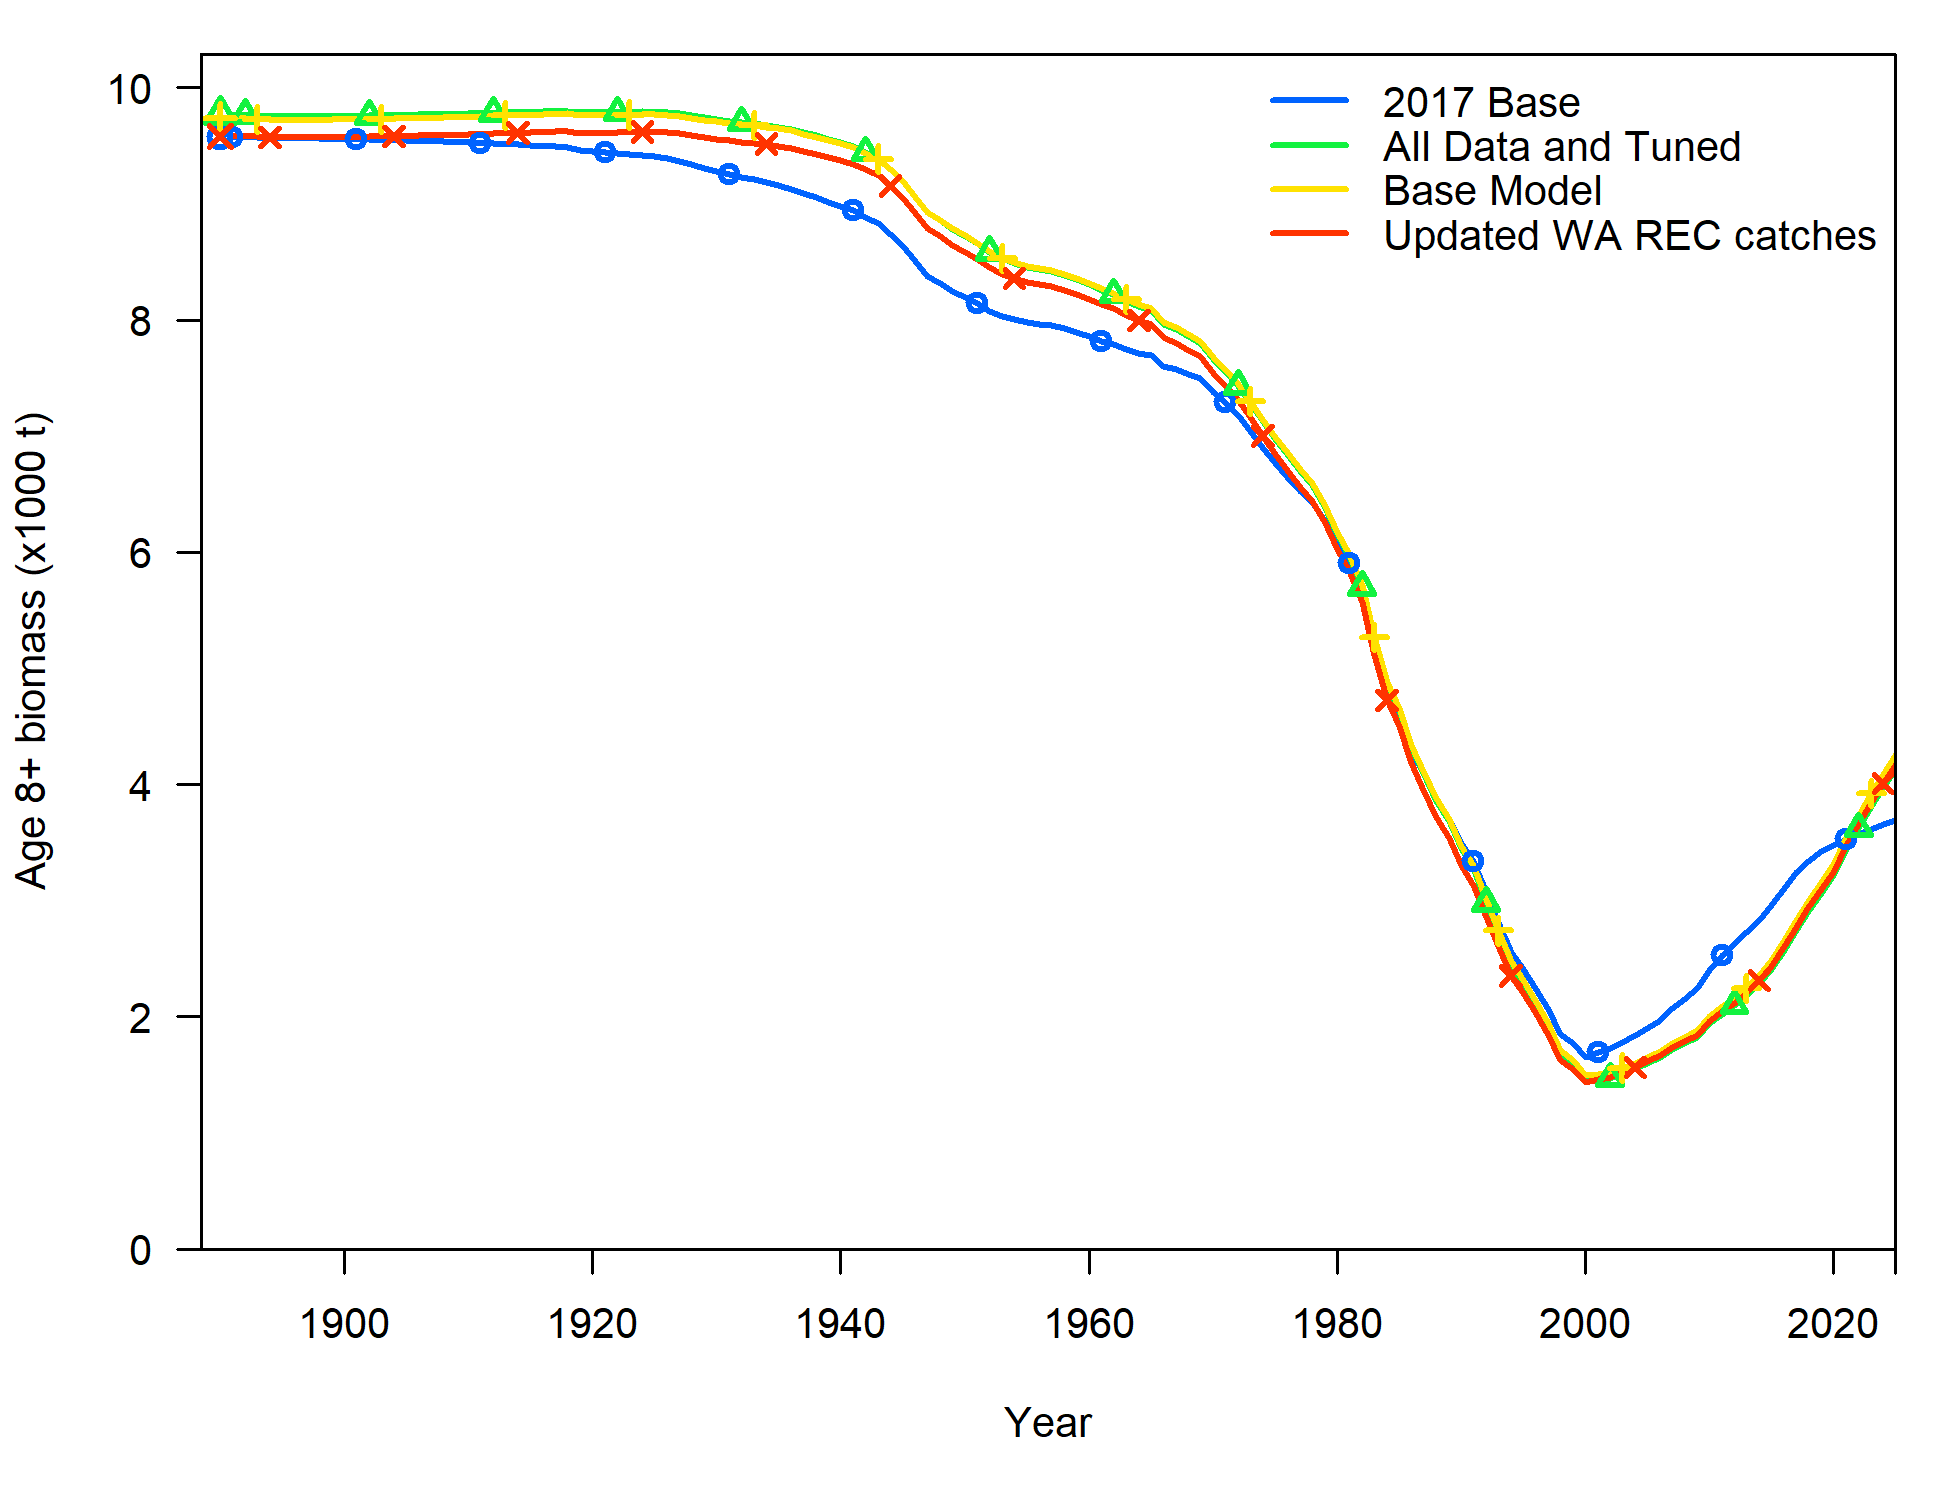 2017 Base
All Data and Tuned
Base Model
Updated WA REC catches
Age 8+ biomass (x1000 t)
10
8
6
4
2
0
1900 1920 1940 1960 1980 2000 2020
Year